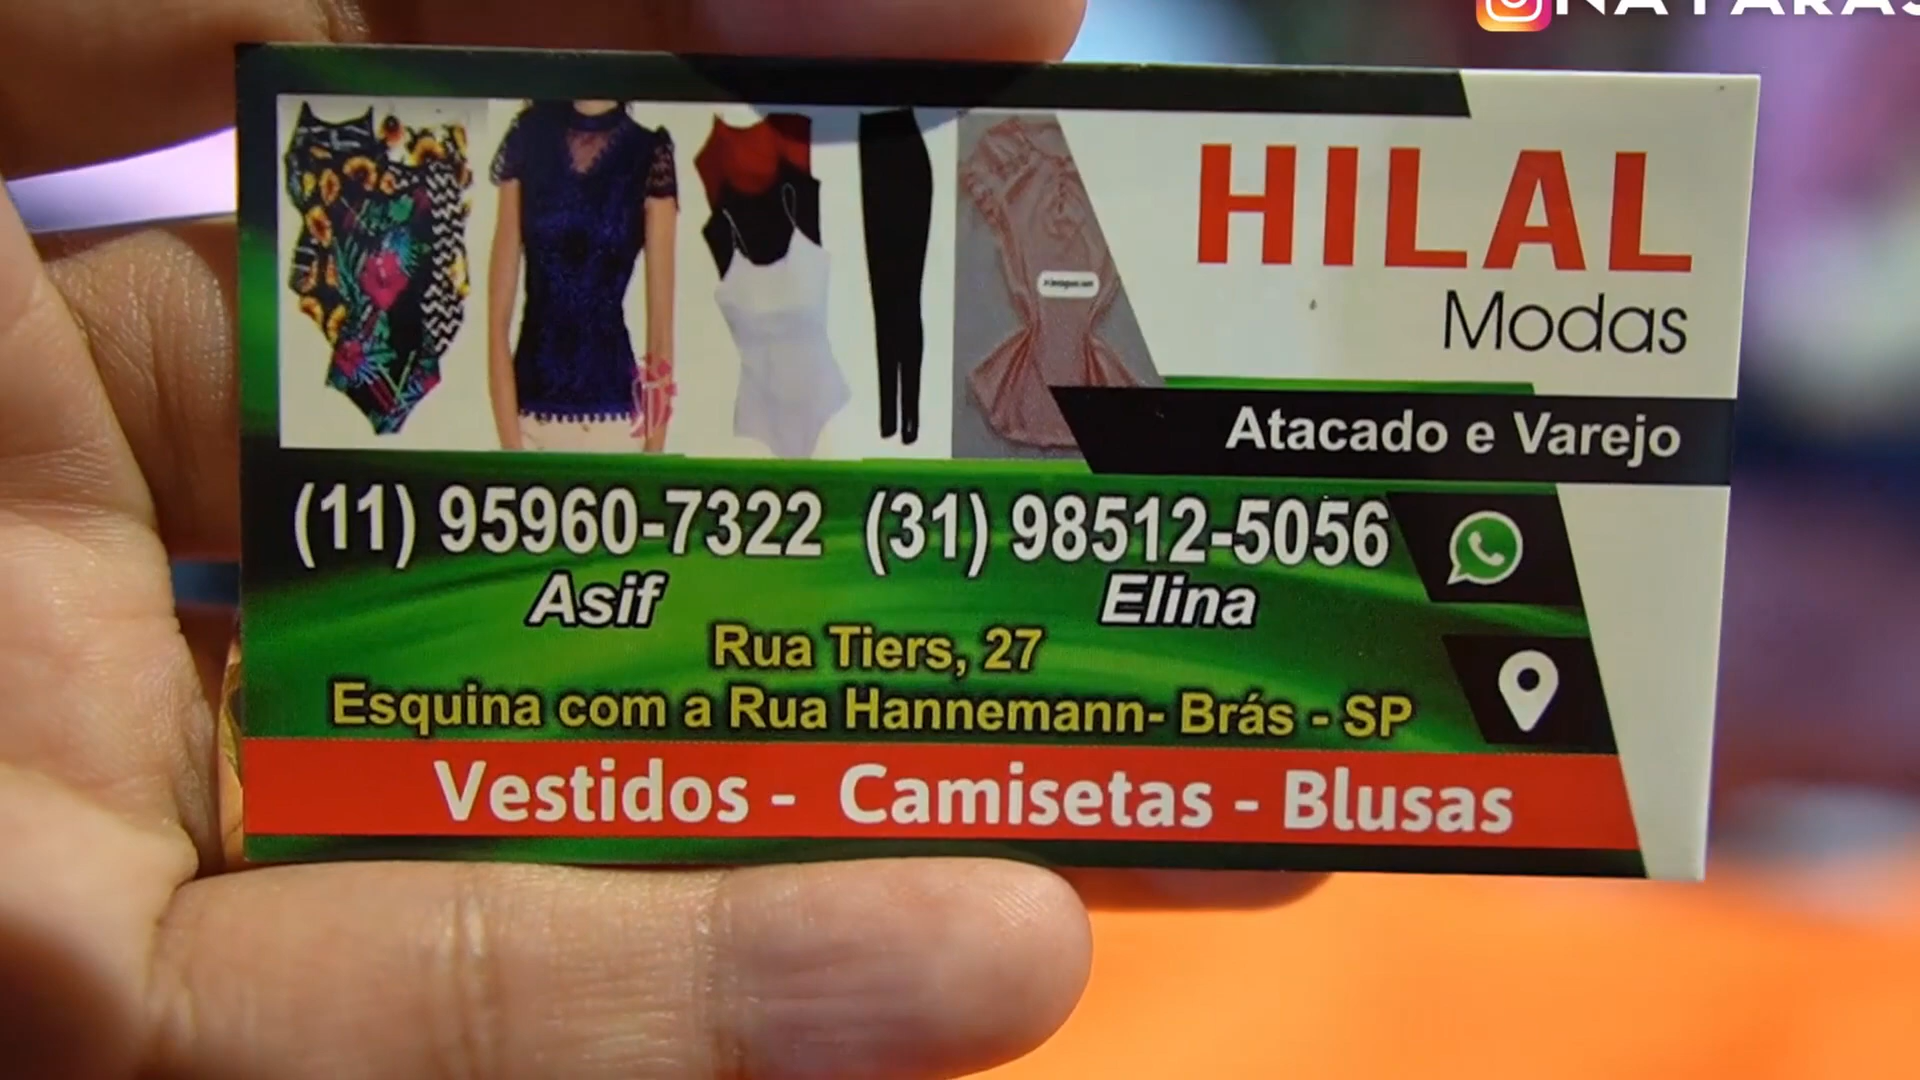 HILAL
Modas
Atacado e Varejo
(11) 95960-7322 (31) 98512-5056
Asif Elina
Rua Tiers, 27
Esquina com a Rua Hannemann- Brás - SP
Vestidos - Camisetas - Blusas